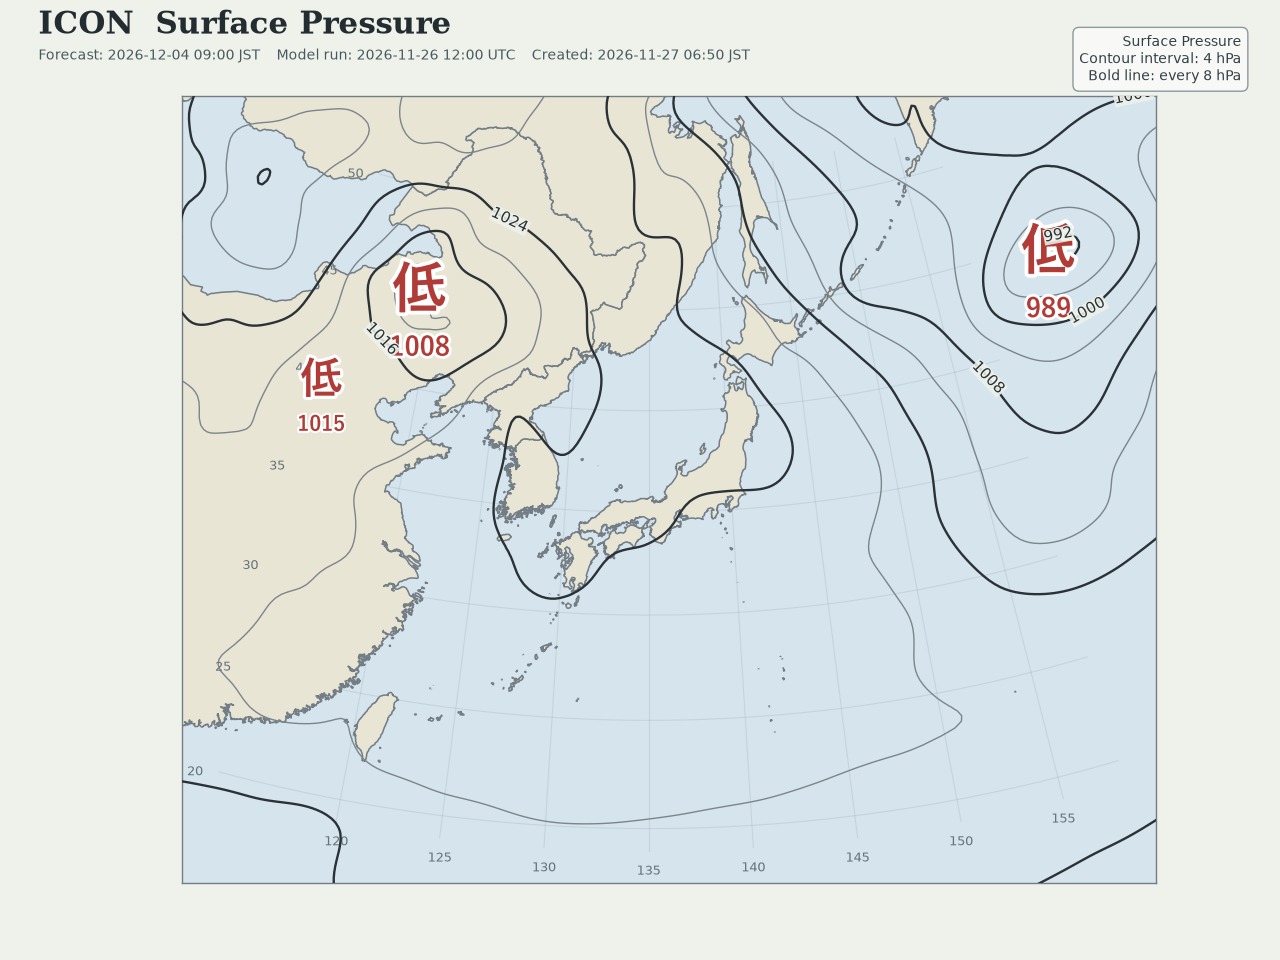 ICON  Surface Pressure
Forecast: 2026-12-04 09:00 JST    Model run: 2026-11-26 12:00 UTC    Created: 2026-11-27 06:50 JST
Surface Pressure
Contour interval: 4 hPa
Bold line: every 8 hPa
50
1024
992
低
989
1000
45
低
1016
1008
低
1015
1008
35
30
25
20
120
125
130
135
140
145
150
155